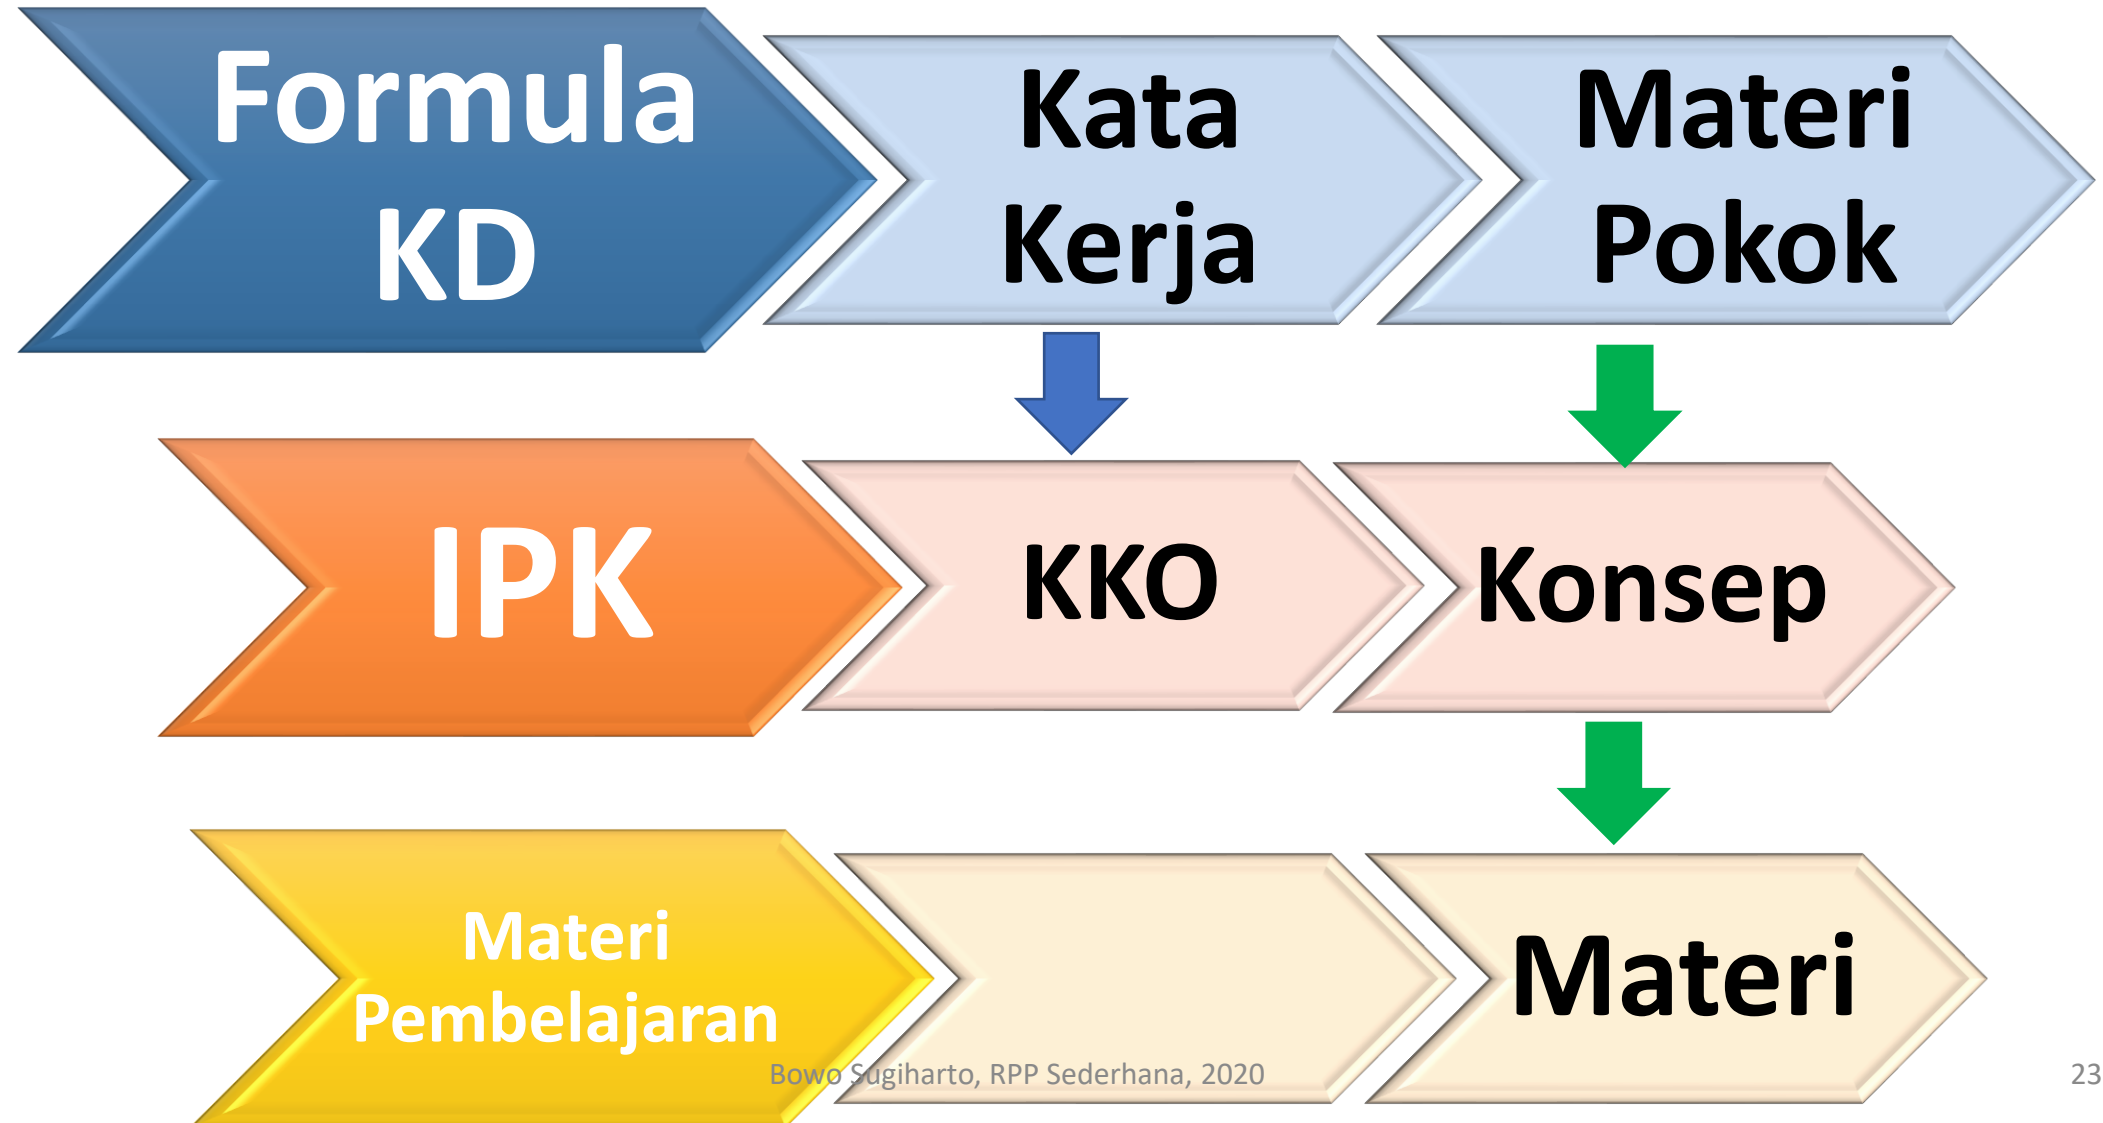 Formula
KD
Kata
Kerja
Materi
Pokok
IPK
KKO
Konsep
Materi
Pembelajaran
Materi
Bowo Sugiharto, RPP Sederhana, 2020
23